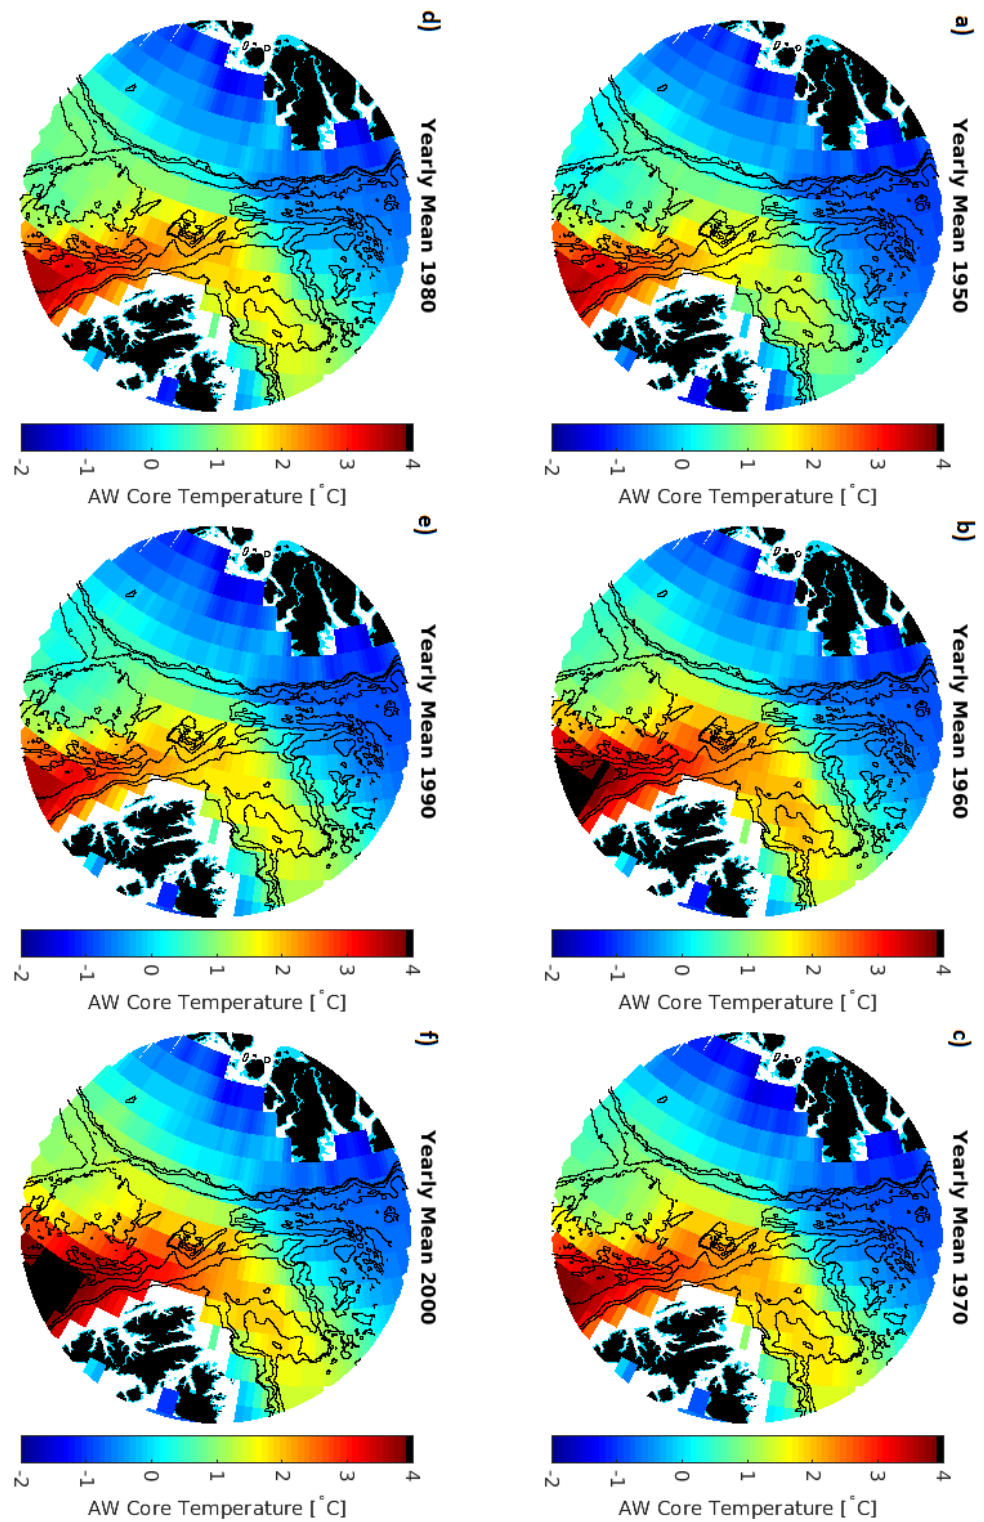 a)
Yearly Mean 1950
-2 -1 0 1 2 3 4
AW Core Temperature [˚C]
b)
Yearly Mean 1960
-2 -1 0 1 2 3 4
AW Core Temperature [˚C]
c)
Yearly Mean 1970
-2 -1 0 1 2 3 4
AW Core Temperature [˚C]
d)
Yearly Mean 1980
-2 -1 0 1 2 3 4
AW Core Temperature [˚C]
e)
Yearly Mean 1990
-2 -1 0 1 2 3 4
AW Core Temperature [˚C]
f)
Yearly Mean 2000
-2 -1 0 1 2 3 4
AW Core Temperature [˚C]